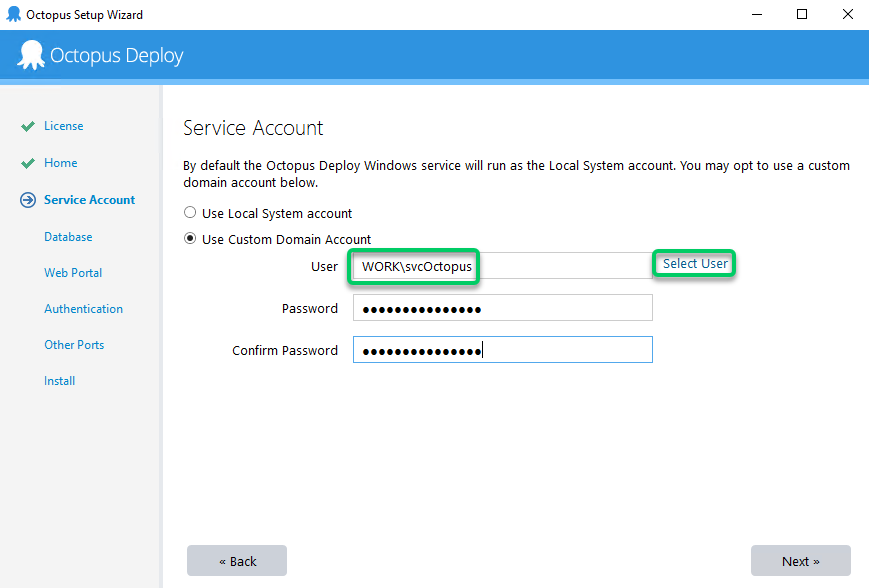 Octopus Setup Wizard
Octopus Deploy
License
Home
Service Account
Database
Web Portal
Authentication
Other Ports
Install
Service Account
By default the Octopus Deploy Windows service will run as the Local System account. You may opt to use a custom
domain account below.
Use Local System account
Use Custom Domain Account
User WORK\svcOctopus Select User
Password ●●●●●●●●●●●●●●●
Confirm Password ●●●●●●●●●●●●●●●
« Back Next »